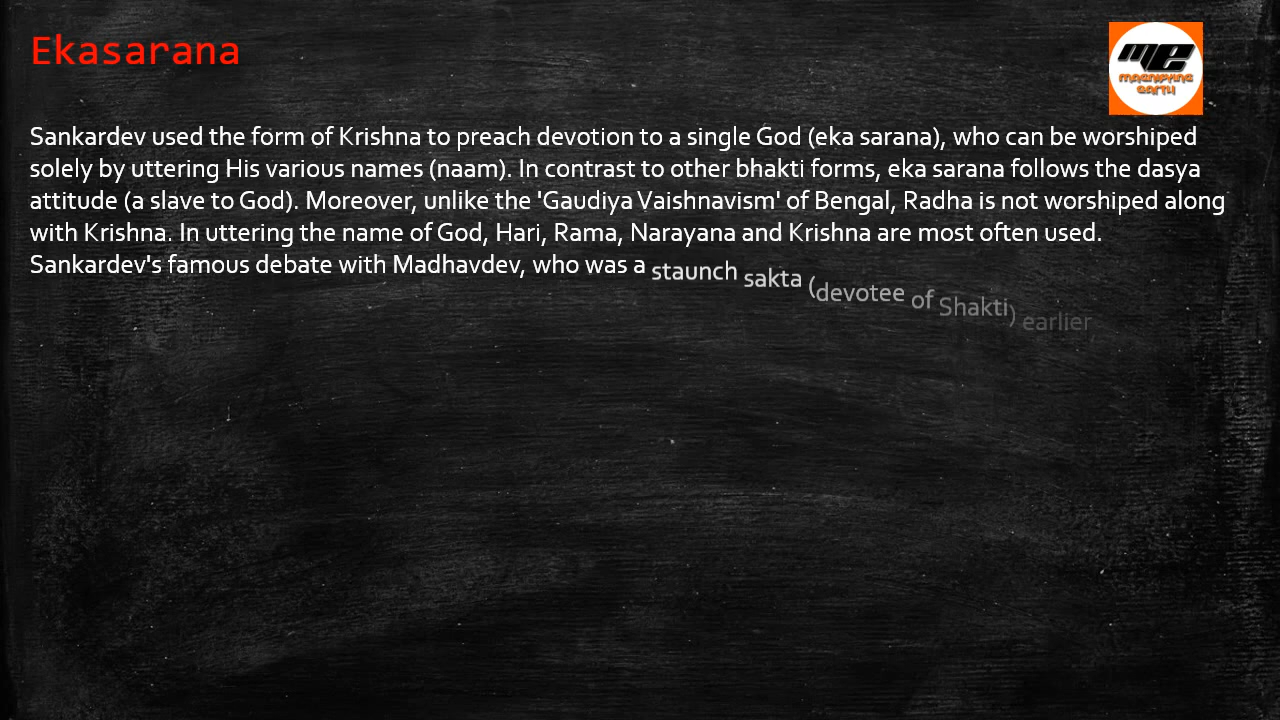 Ekasarana
me
MAGNIFYING
EARTH
Sankardev used the form of Krishna to preach devotion to a single God (eka sarana), who can be worshiped
solely by uttering His various names (naam). In contrast to other bhakti forms, eka sarana follows the dasya
attitude (a slave to God). Moreover, unlike the 'Gaudiya Vaishnavism' of Bengal, Radha is not worshiped along
with Krishna. In uttering the name of God, Hari, Rama, Narayana and Krishna are most often used.
Sankardev's famous debate with Madhavdev, who was a staunch sakta (devotee of Shakti) earlier